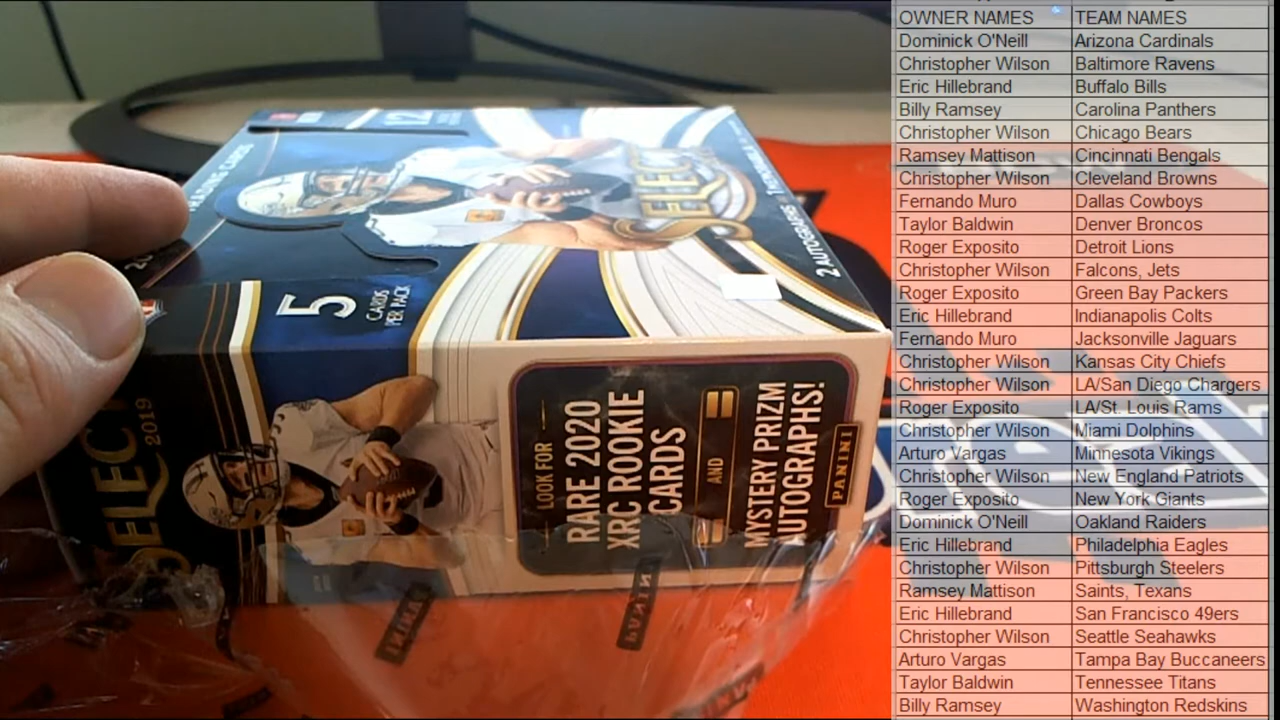 OWNER NAMES TEAM NAMES
Dominick O'Neill Arizona Cardinals
Christopher Wilson Baltimore Ravens
Eric Hillebrand Buffalo Bills
Billy Ramsey Carolina Panthers
Christopher Wilson Chicago Bears
Ramsey Mattison Cincinnati Bengals
Christopher Wilson Cleveland Browns
Fernando Muro Dallas Cowboys
Taylor Baldwin Denver Broncos
Roger Exposito Detroit Lions
Christopher Wilson Falcons, Jets
Roger Exposito Green Bay Packers
Eric Hillebrand Indianapolis Colts
Fernando Muro Jacksonville Jaguars
Christopher Wilson Kansas City Chiefs
Christopher Wilson LA/San Diego Chargers
Roger Exposito LA/St. Louis Rams
Christopher Wilson Miami Dolphins
Arturo Vargas Minnesota Vikings
Christopher Wilson New England Patriots
Roger Exposito New York Giants
Dominick O'Neill Oakland Raiders
Eric Hillebrand Philadelphia Eagles
Christopher Wilson Pittsburgh Steelers
Ramsey Mattison Saints, Texans
Eric Hillebrand San Francisco 49ers
Christopher Wilson Seattle Seahawks
Arturo Vargas Tampa Bay Buccaneers
Taylor Baldwin Tennessee Titans
Billy Ramsey Washington Redskins
12
TRADING CARDS
SELECT
2 AUTOGRAPHS
5
CARDS
PER PACK
SELECT
2019
LOOK FOR
RARE 2020
XRC ROOKIE
CARDS
AND
MYSTERY PRIZM
AUTOGRAPHS!
PANINI
PANINI
PANINI